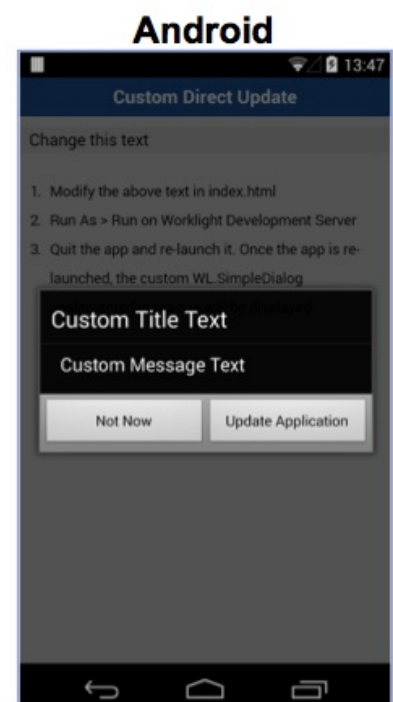 Android
13:47
Custom Direct Update
Change this text
1. Modify the above text in index.html
2. Run As > Run on Worklight Development Server
3. Quit the app and re-launch it. Once the app is re-
launched, the custom WL.SimpleDialog
Custom Title Text
Custom Message Text
Not Now
Update Application